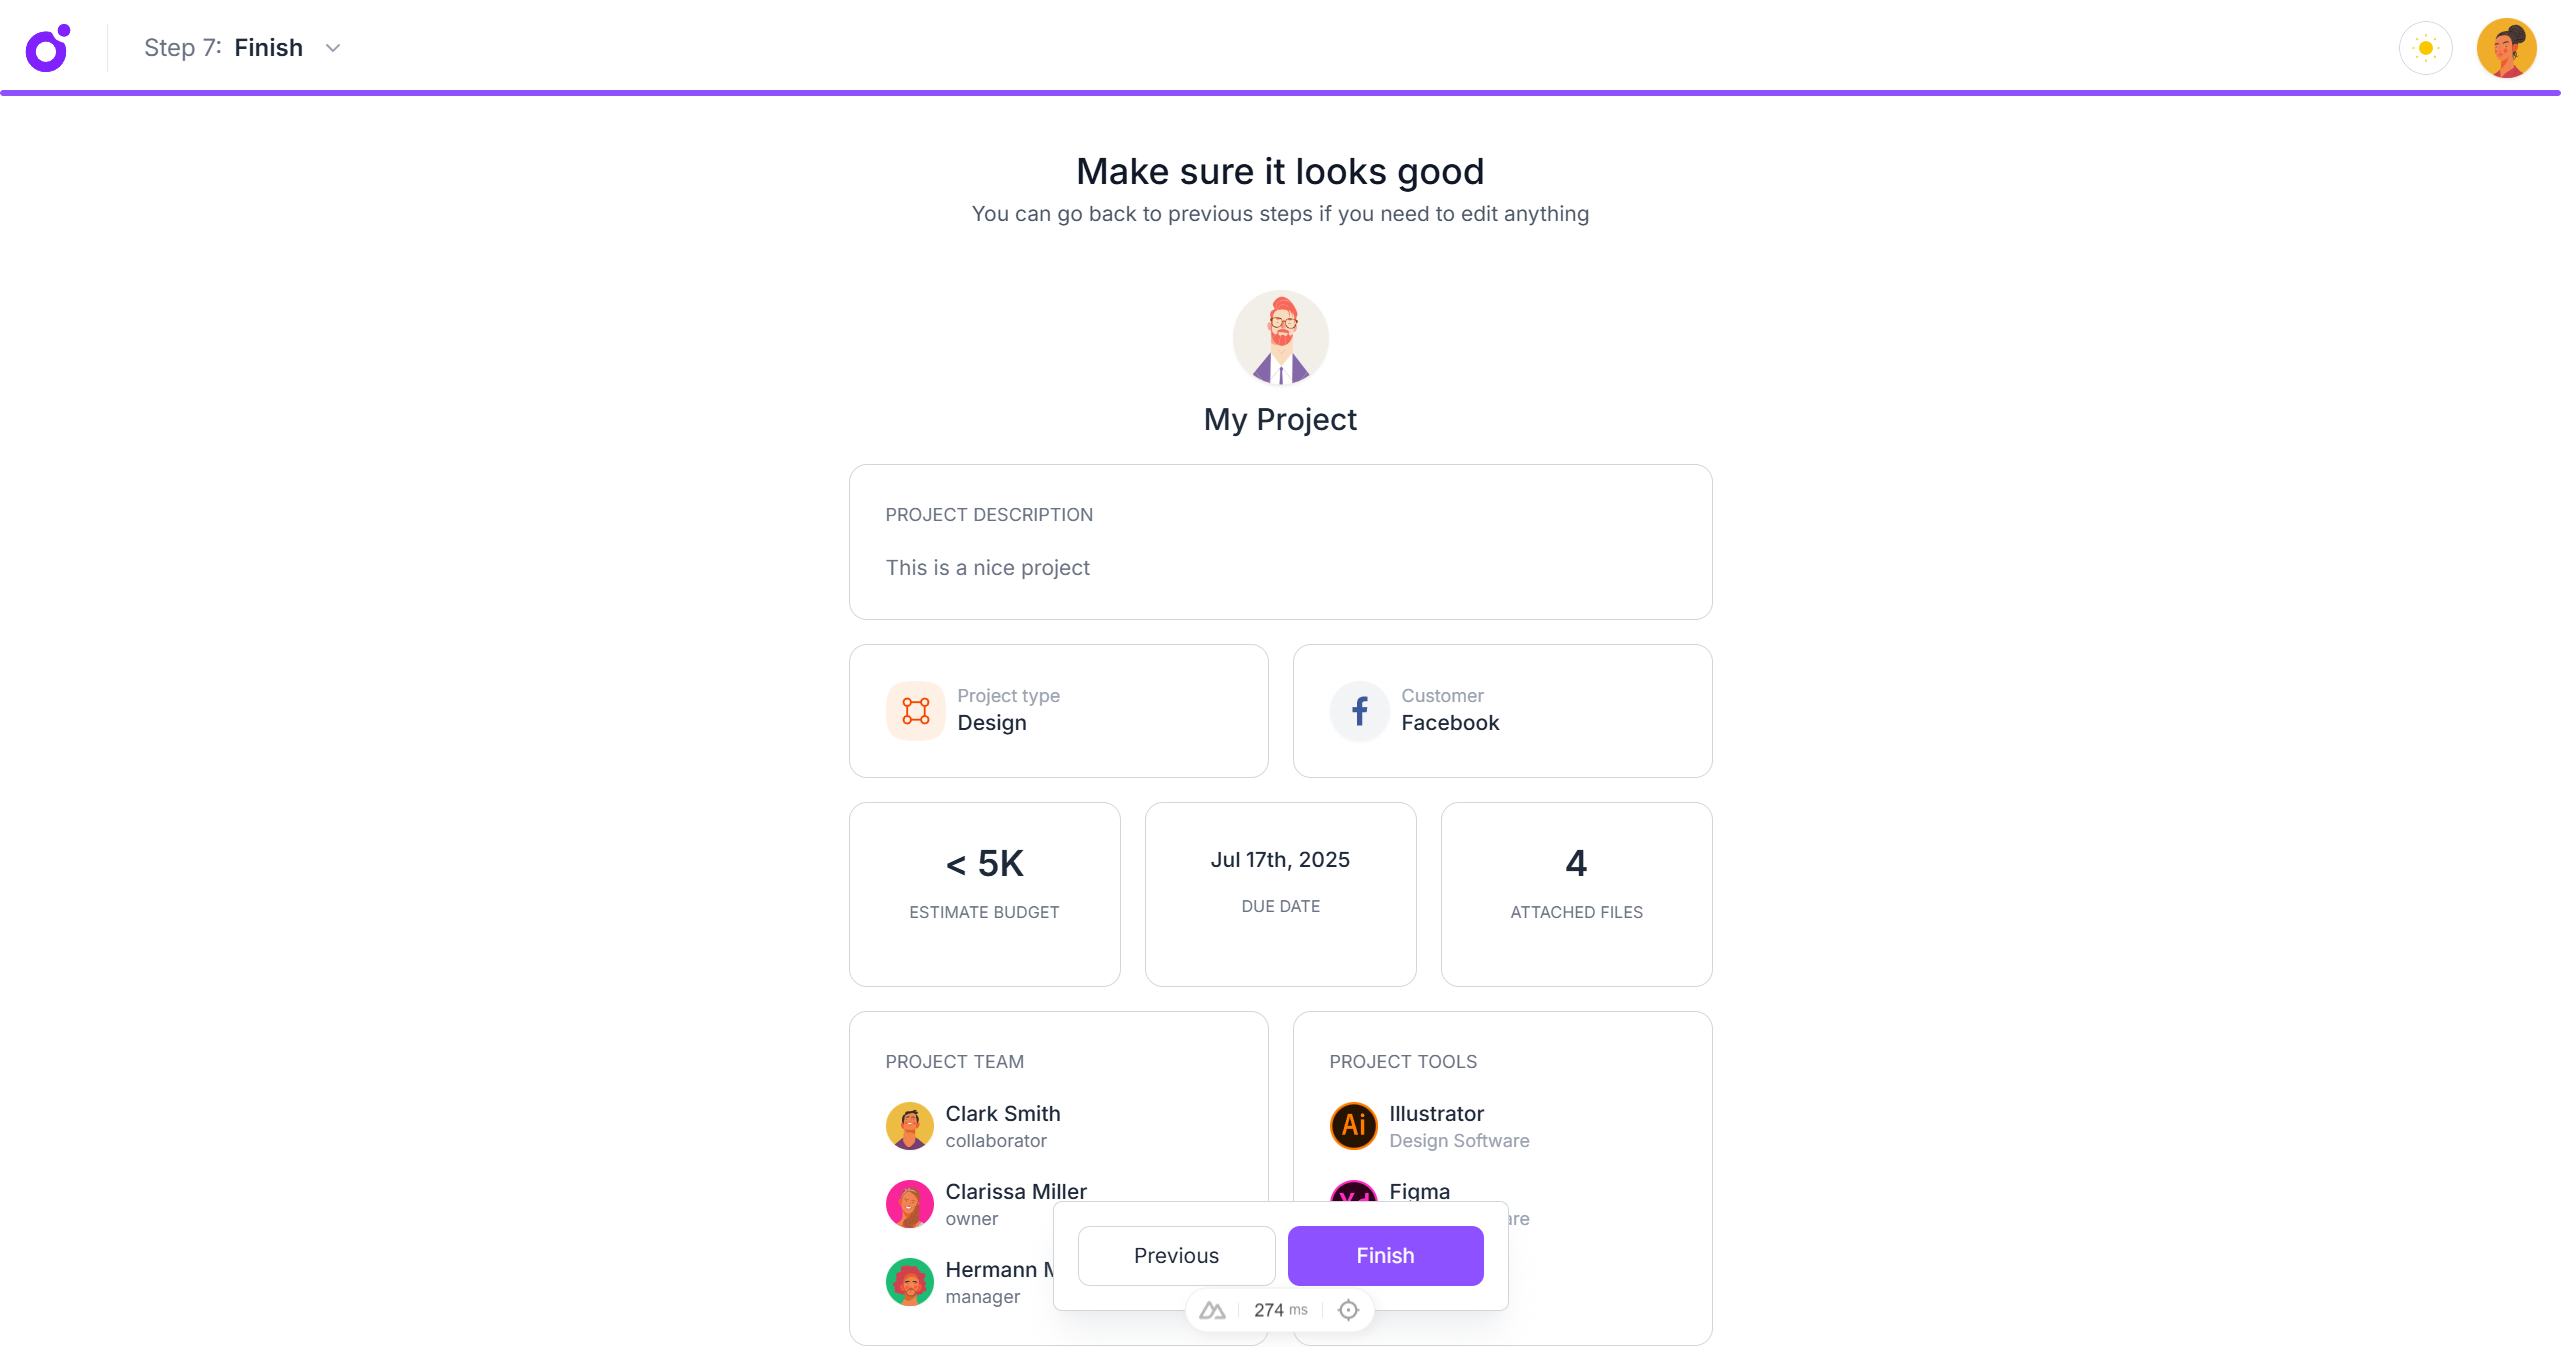 Step 7: Finish
Make sure it looks good
You can go back to previous steps if you need to edit anything
My Project
PROJECT DESCRIPTION
This is a nice project
Project type
Design
Customer
Facebook
< 5K
ESTIMATE BUDGET
Jul 17th, 2025
DUE DATE
4
ATTACHED FILES
PROJECT TEAM
Clark Smith
collaborator
Clarissa Miller
owner
Hermann
manager
PROJECT TOOLS
Ai
Illustrator
Design Software
Figma
Previous
Finish
274 ms